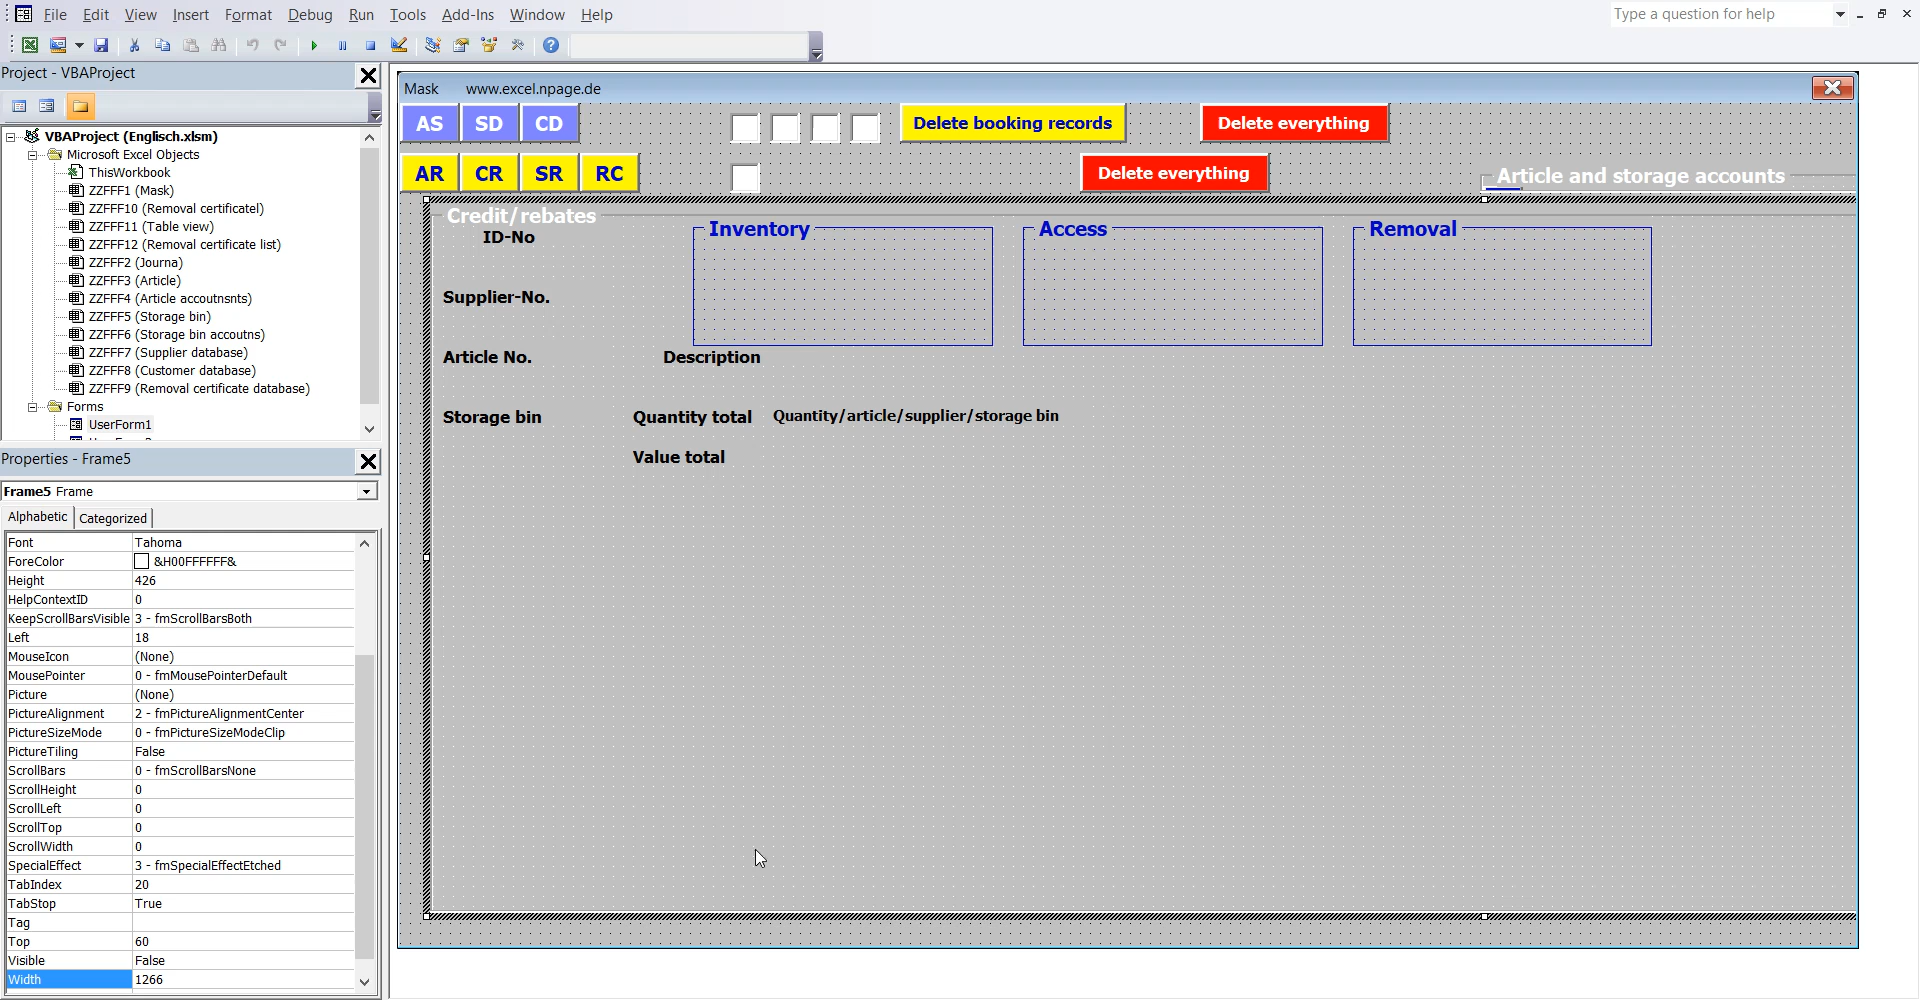 File Edit View Insert Format Debug Run Tools Add-Ins Window Help
Type a question for help
Project - VBAProject
VBAProject (Englisch.xlsm)
Microsoft Excel Objects
ThisWorkbook
ZZFFF1 (Mask)
ZZFFF10 (Removal certificatel)
ZZFFF11 (Table view)
ZZFFF12 (Removal certificate list)
ZZFFF2 (Journa)
ZZFFF3 (Article)
ZZFFF4 (Article accoutnsnts)
ZZFFF5 (Storage bin)
ZZFFF6 (Storage bin accoutns)
ZZFFF7 (Supplier database)
ZZFFF8 (Customer database)
ZZFFF9 (Removal certificate database)
Forms
UserForm1
Properties - Frame5
Frame5 Frame
Alphabetic Categorized
Font Tahoma
ForeColor &H00FFFFFF&
Height 426
HelpContextID 0
KeepScrollBarsVisible 3 - fmScrollBarsBoth
Left 18
MouseIcon (None)
MousePointer 0 - fmMousePointerDefault
Picture (None)
PictureAlignment 2 - fmPictureAlignmentCenter
PictureSizeMode 0 - fmPictureSizeModeClip
PictureTiling False
ScrollBars 0 - fmScrollBarsNone
ScrollHeight 0
ScrollLeft 0
ScrollTop 0
ScrollWidth 0
SpecialEffect 3 - fmSpecialEffectEtched
TabIndex 20
TabStop True
Tag
Top 60
Visible False
Width 1266
Mask www.excel.npage.de
AS SD CD Delete booking records Delete everything
AR CR SR RC Delete everything Article and storage accounts
Credit/rebates
Inventory Access Removal
ID-No
Supplier-No.
Article No. Description
Storage bin Quantity total Quantity/article/supplier/storage bin
Value total